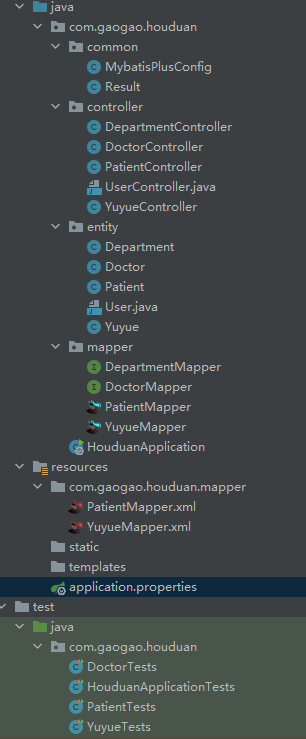 java
com.gaogao.houduan
common
MybatisPlusConfig
Result
controller
DepartmentController
DoctorController
PatientController
UserController.java
YuyueController
entity
Department
Doctor
Patient
User.java
Yuyue
mapper
DepartmentMapper
DoctorMapper
PatientMapper
YuyueMapper
HouduanApplication
resources
com.gaogao.houduan.mapper
PatientMapper.xml
YuyueMapper.xml
static
templates
application.properties
test
java
com.gaogao.houduan
DoctorTests
HouduanApplicationTests
PatientTests
YuyueTests